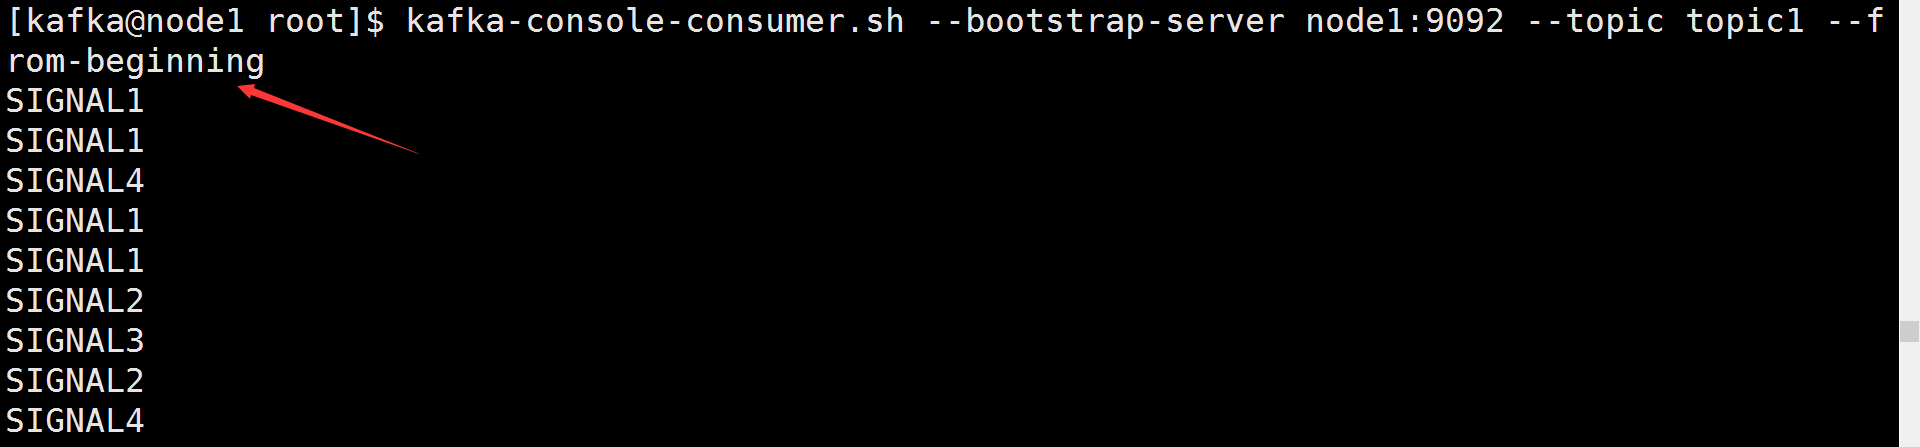 [kafka@node1 root]$ kafka-console-consumer.sh --bootstrap-server node1:9092 --topic topic1 --f
rom-beginning
SIGNAL1
SIGNAL1
SIGNAL4
SIGNAL1
SIGNAL1
SIGNAL2
SIGNAL3
SIGNAL2
SIGNAL4